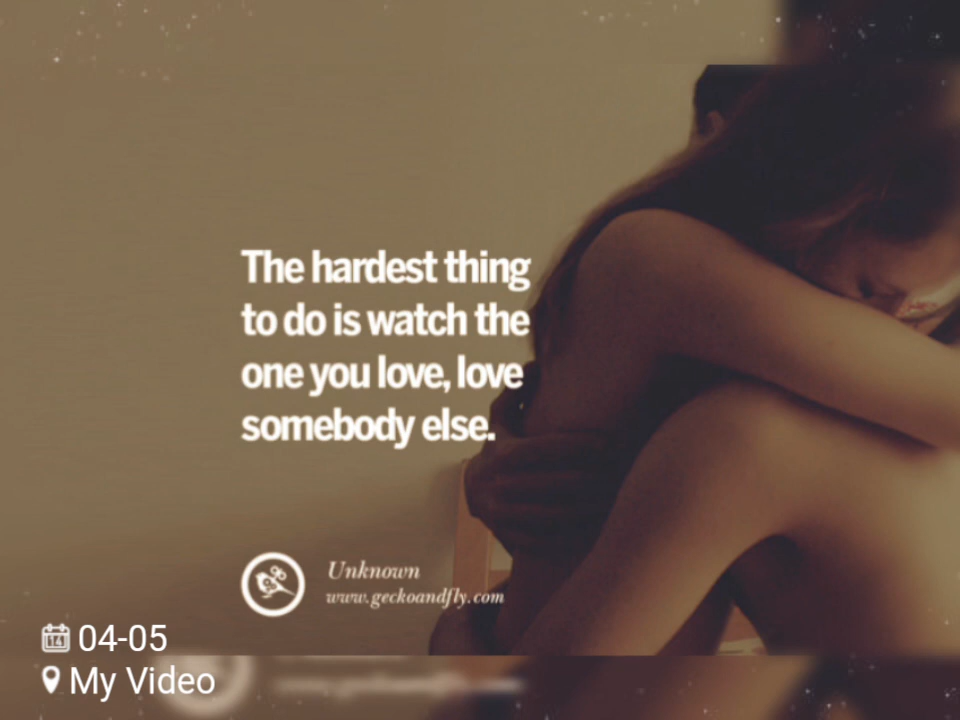 The hardest thing
to do is watch the
one you love, love
somebody else.
Unknown
www.geckoandfly.com
04-05
My Video